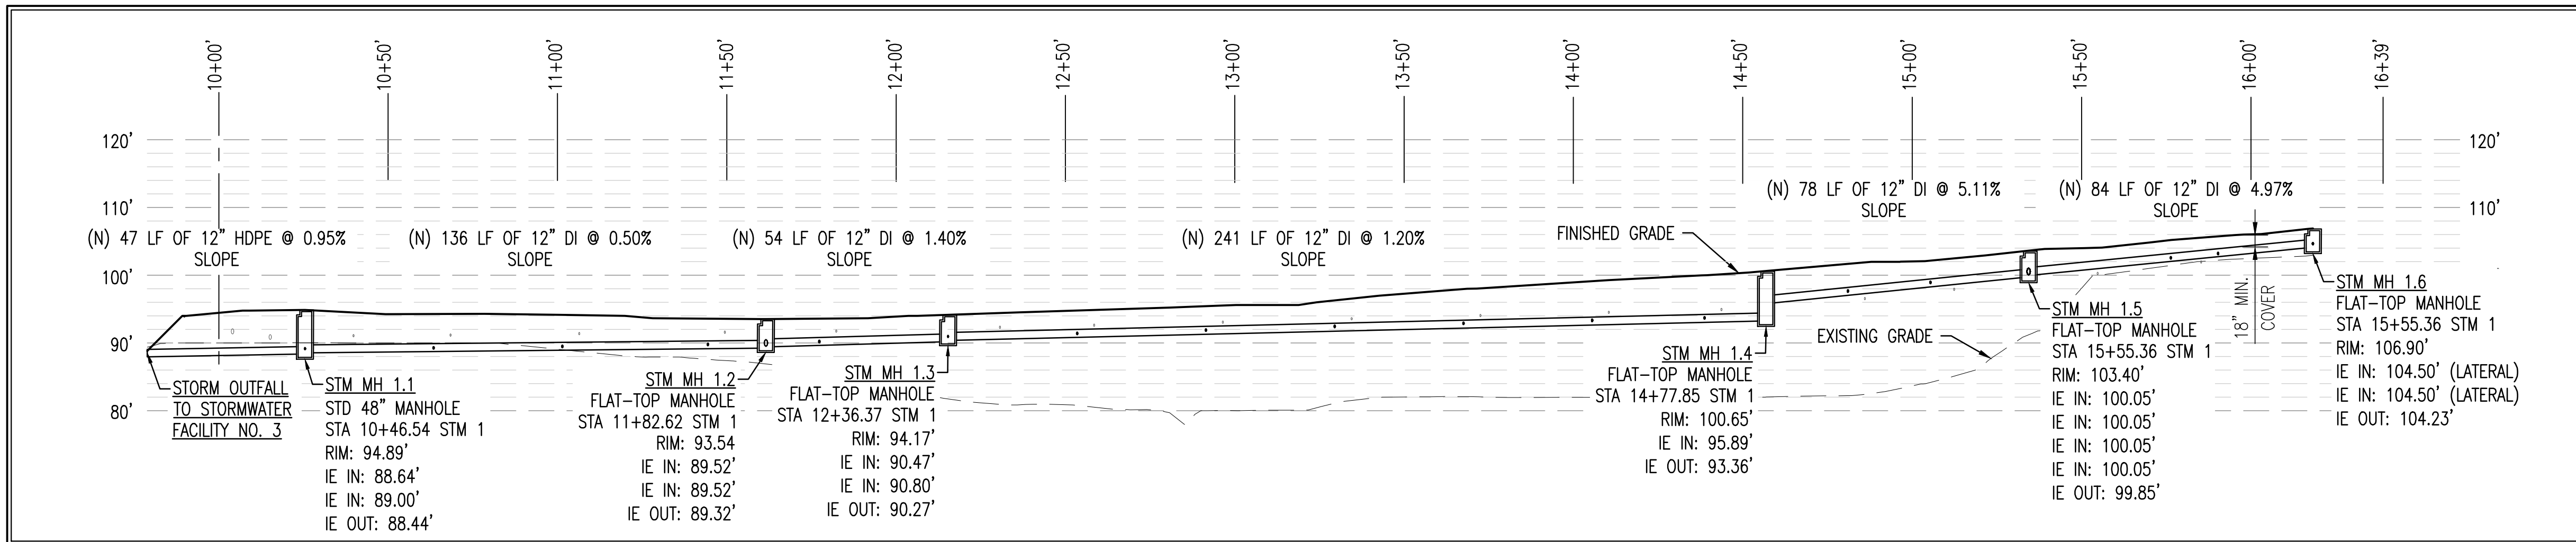 10+00'
10+50'
11+00'
11+50'
12+00'
12+50'
13+00'
13+50'
14+00'
14+50'
15+00'
15+50'
16+00'
16+39'
120'
120'
110'
110'
100'
90'
80'
(N) 47 LF OF 12" HDPE @ 0.95%
SLOPE
(N) 136 LF OF 12" DI @ 0.50%
SLOPE
(N) 54 LF OF 12" DI @ 1.40%
SLOPE
(N) 241 LF OF 12" DI @ 1.20%
SLOPE
(N) 78 LF OF 12" DI @ 5.11%
SLOPE
(N) 84 LF OF 12" DI @ 4.97%
SLOPE
FINISHED GRADE
EXISTING GRADE
18" MIN.
COVER
STORM OUTFALL
TO STORMWATER
FACILITY NO. 3
STM MH 1.1
STD 48" MANHOLE
STA 10+46.54 STM 1
RIM: 94.89'
IE IN: 88.64'
IE IN: 89.00'
IE OUT: 88.44'
STM MH 1.2
FLAT-TOP MANHOLE
STA 11+82.62 STM 1
RIM: 93.54
IE IN: 89.52'
IE IN: 89.52'
IE OUT: 89.32'
STM MH 1.3
FLAT-TOP MANHOLE
STA 12+36.37 STM 1
RIM: 94.17'
IE IN: 90.47'
IE IN: 90.80'
IE OUT: 90.27'
STM MH 1.4
FLAT-TOP MANHOLE
STA 14+77.85 STM 1
RIM: 100.65'
IE IN: 95.89'
IE OUT: 93.36'
STM MH 1.5
FLAT-TOP MANHOLE
STA 15+55.36 STM 1
RIM: 103.40'
IE IN: 100.05'
IE IN: 100.05'
IE IN: 100.05'
IE IN: 100.05'
IE OUT: 99.85'
STM MH 1.6
FLAT-TOP MANHOLE
STA 15+55.36 STM 1
RIM: 106.90'
IE IN: 104.50' (LATERAL)
IE IN: 104.50' (LATERAL)
IE OUT: 104.23'